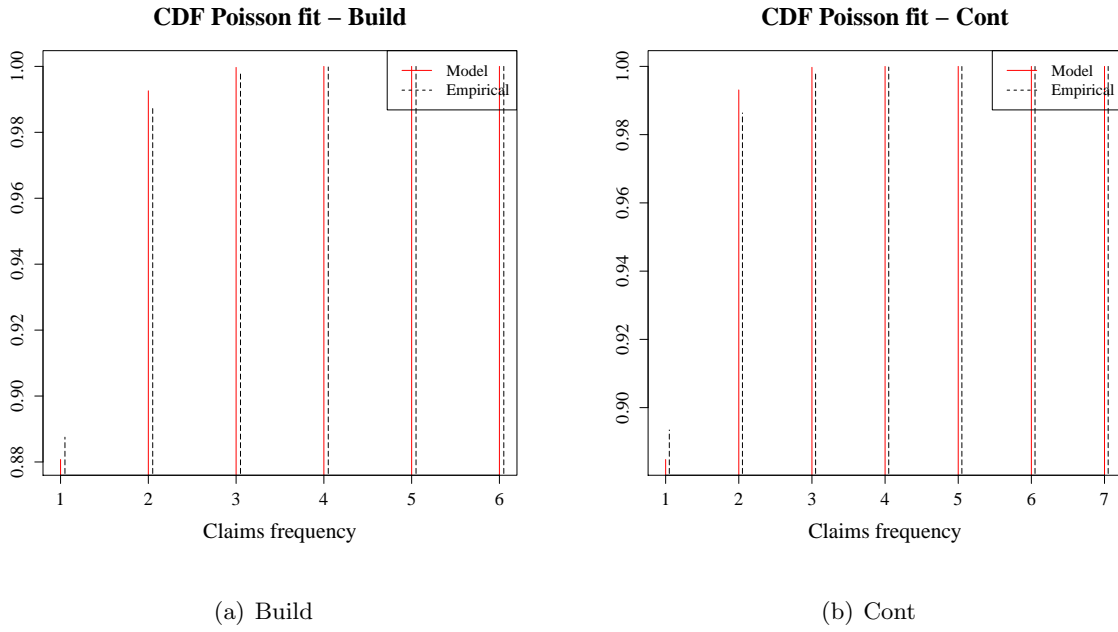 CDF Poisson fit – Build
Model
Empirical
1.00
0.98
0.96
0.94
0.92
0.90
0.88
1 2 3 4 5 6
Claims frequency
(a) Build
CDF Poisson fit – Cont
Model
Empirical
1.00
0.98
0.96
0.94
0.92
0.90
1 2 3 4 5 6 7
Claims frequency
(b) Cont